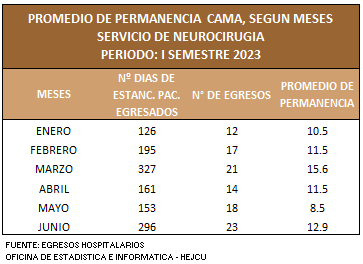 PROMEDIO DE PERMANENCIA CAMA, SEGUN MESES
SERVICIO DE NEUROCIRUGIA
PERIODO: I SEMESTRE 2023
MESES Nº DIAS DE ESTANC. PAC. EGRESADOS N° DE EGRESOS PROMEDIO DE PERMANENCIA
ENERO 126 12 10.5
FEBRERO 195 17 11.5
MARZO 327 21 15.6
ABRIL 161 14 11.5
MAYO 153 18 8.5
JUNIO 296 23 12.9
FUENTE: EGRESOS HOSPITALARIOS
OFICINA DE ESTADISTICA E INFORMATICA - HEJCU